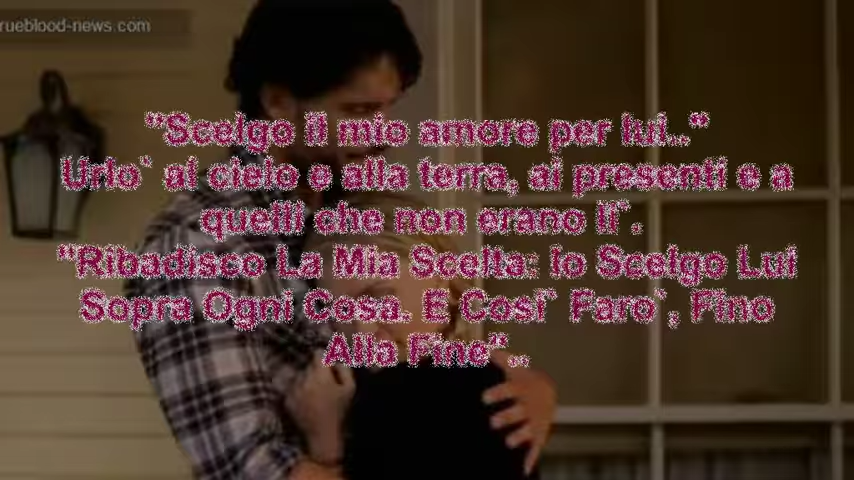 rueblood-news.com
"Scelgo il mio amore per lui..."
Urlo` al cielo e alla terra, ai presenti e a
quelli che non erano li`.
"Ribadisco La Mia Scelta: Io Scelgo Lui
Sopra Ogni Cosa. E Cosi` Faro`, Fino
Alla Fine"..